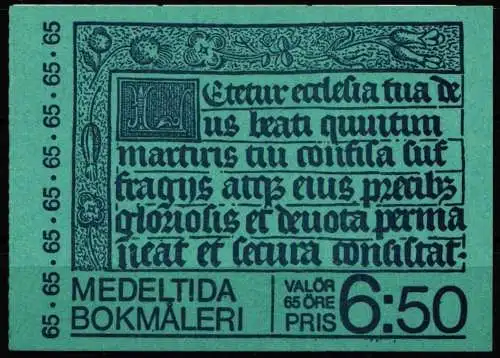 65 · 65 · 65 · 65 · 65 · 65 · 65 · 65 · 65 · 65
Letetur ecclesia tua de
us beati quintini
martiris tui confisa suf
fragijs atqz eius precibz
gloriosis et deuota perma
neat et secura consistat:
MEDELTIDA
BOKMÅLERI
VALÖR
65 ÖRE
PRIS 6:50